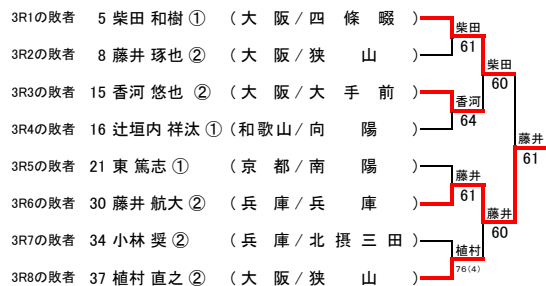 3R1の敗者 5 柴田 和樹 ① （ 大 阪 / 四 條 畷 ）
柴田
61
3R2の敗者 8 藤井 琢也 ② （ 大 阪 / 狭 山 ）
柴田
60
3R3の敗者 15 香河 悠也 ② （ 大 阪 / 大 手 前 ）
香河
64
3R4の敗者 16 辻垣内 祥汰 ① （ 和歌山 / 向 陽 ）
藤井
61
3R5の敗者 21 東 篤志 ① （ 京 都 / 南 陽 ）
藤井
61
3R6の敗者 30 藤井 航大 ② （ 兵 庫 / 兵 庫 ）
藤井
60
3R7の敗者 34 小林 奨 ② （ 兵 庫 / 北 摂 三 田 ）
植村
76(4)
3R8の敗者 37 植村 直之 ② （ 大 阪 / 狭 山 ）